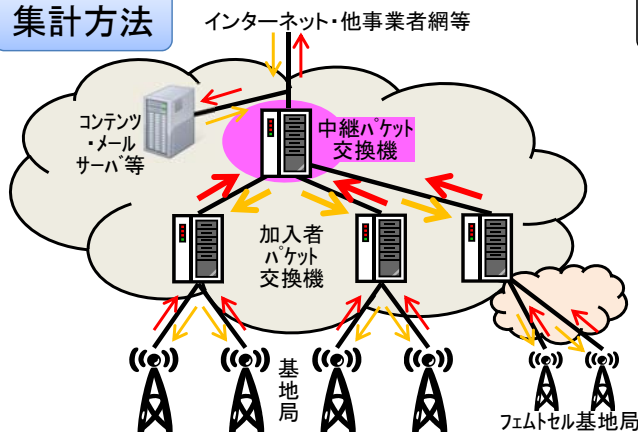 集計方法
インターネット・他事業者網等
コンテンツ
・メール
サーバ等
中継パケット
交換機
加入者
パケット
交換機
基
地
局
フェムトセル基地局